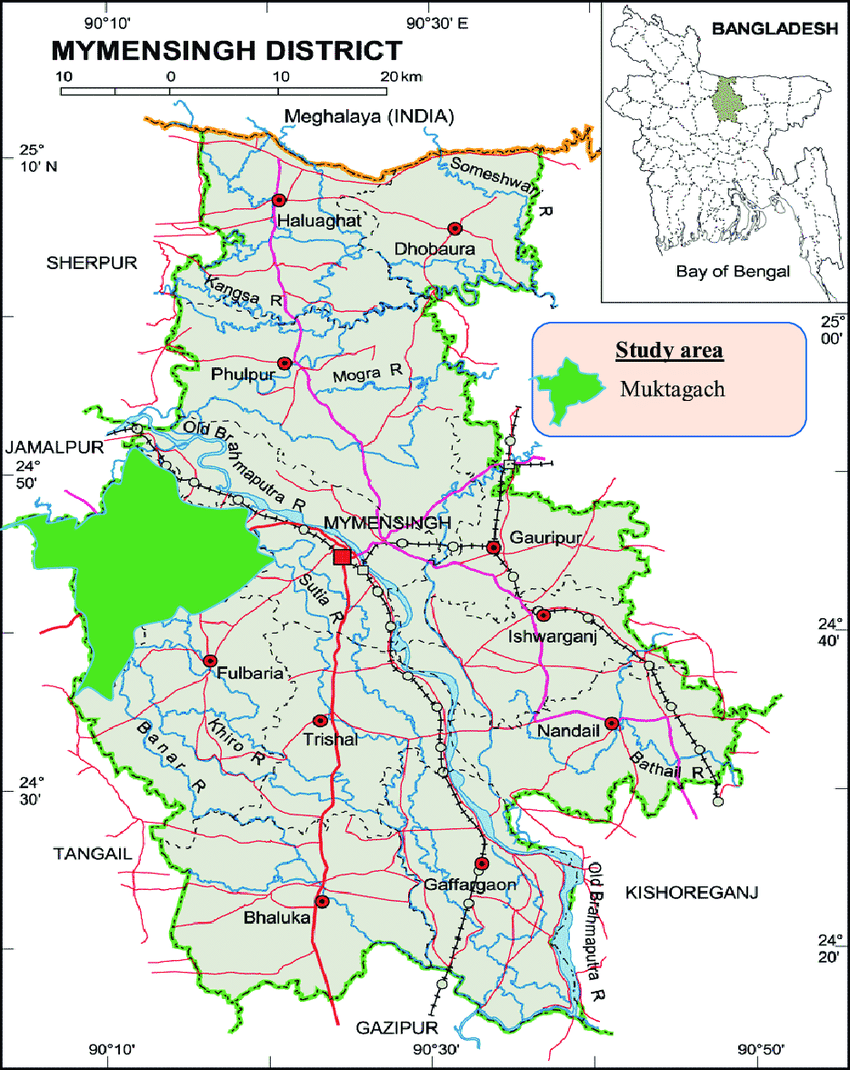 90°10'
90°30' E
MYMENSINGH DISTRICT
10 0 10 20 km
BANGLADESH
Bay of Bengal
Meghalaya (INDIA)
25°
10' N
Someshwari R
Haluaghat
Dhobaura
SHERPUR
Kangsa R
25°
00'
Study area
Muktagach
Phulpur
Mogra R
JAMALPUR
Old Brahmaputra R
24°
50'
MYMENSINGH
Gauripur
Sutia R
Ishwarganj
24°
40'
Fulbaria
Banar R
Khiro R
Trishal
Nandail
Bathail R
24°
30'
TANGAIL
Gaffargaon
Old Brahmaputra R
KISHOREGANJ
Bhaluka
24°
20'
GAZIPUR
90°10'
90°30'
90°50'